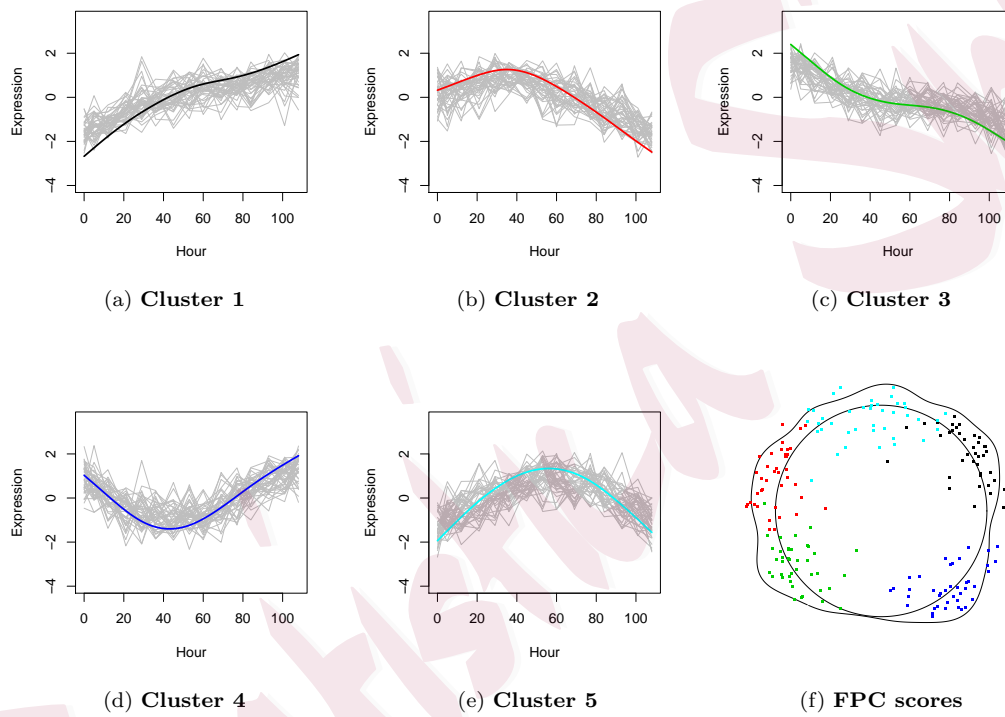 Expression
2
0
−2
−4
0 20 40 60 80 100
Hour
(a) Cluster 1
Expression
2
0
−2
−4
0 20 40 60 80 100
Hour
(b) Cluster 2
Expression
2
0
−2
−4
0 20 40 60 80 100
Hour
(c) Cluster 3
Expression
2
0
−2
−4
0 20 40 60 80 100
Hour
(d) Cluster 4
Expression
2
0
−2
−4
0 20 40 60 80 100
Hour
(e) Cluster 5
(f) FPC scores